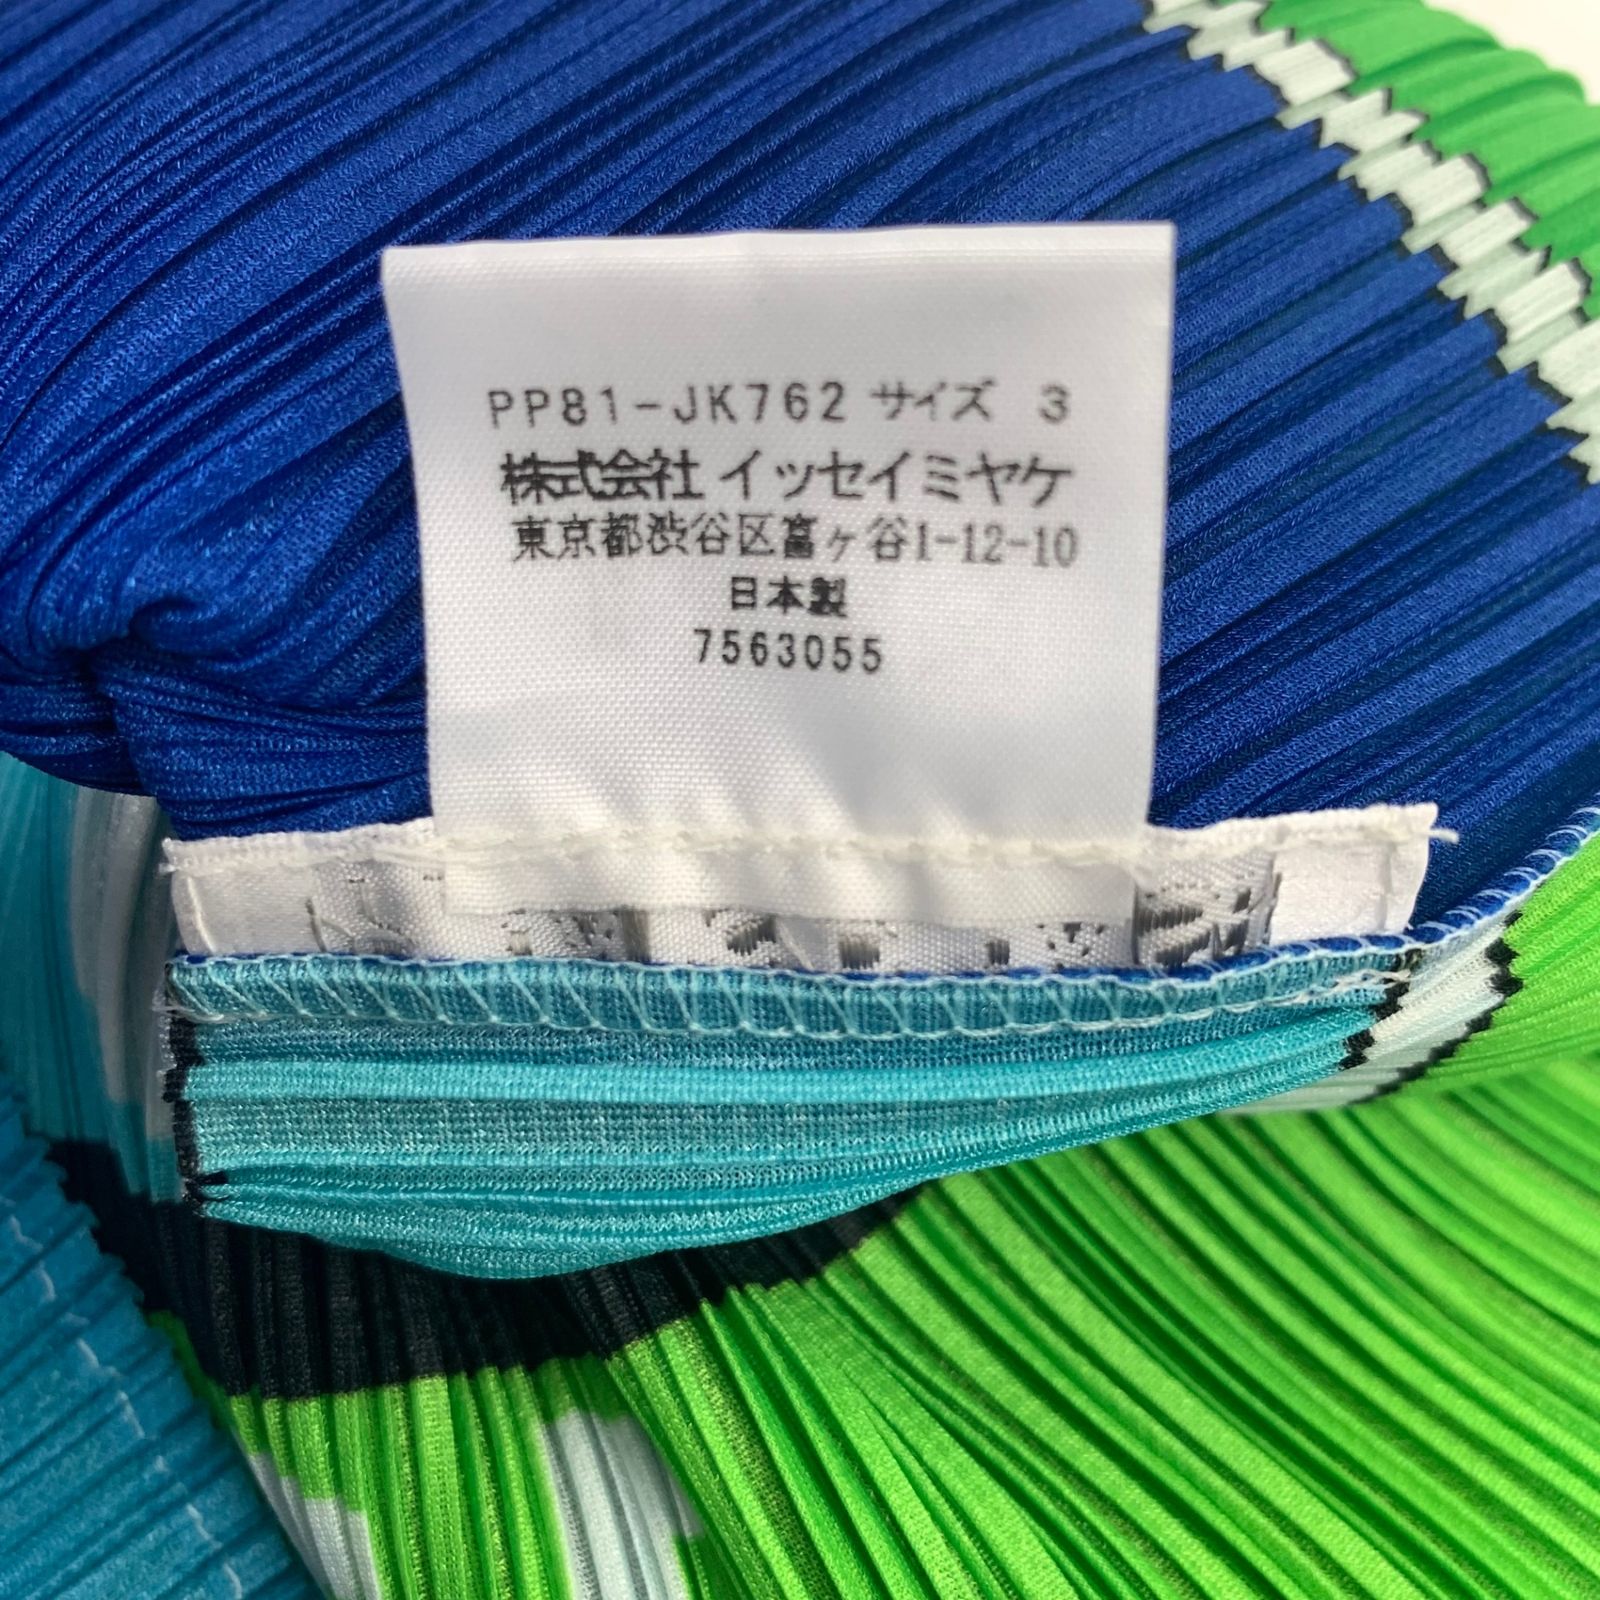 PP81-JK762 サイズ 3
株式会社 イッセイミヤケ
東京都渋谷区富ヶ谷1-12-10
日本製
7563055